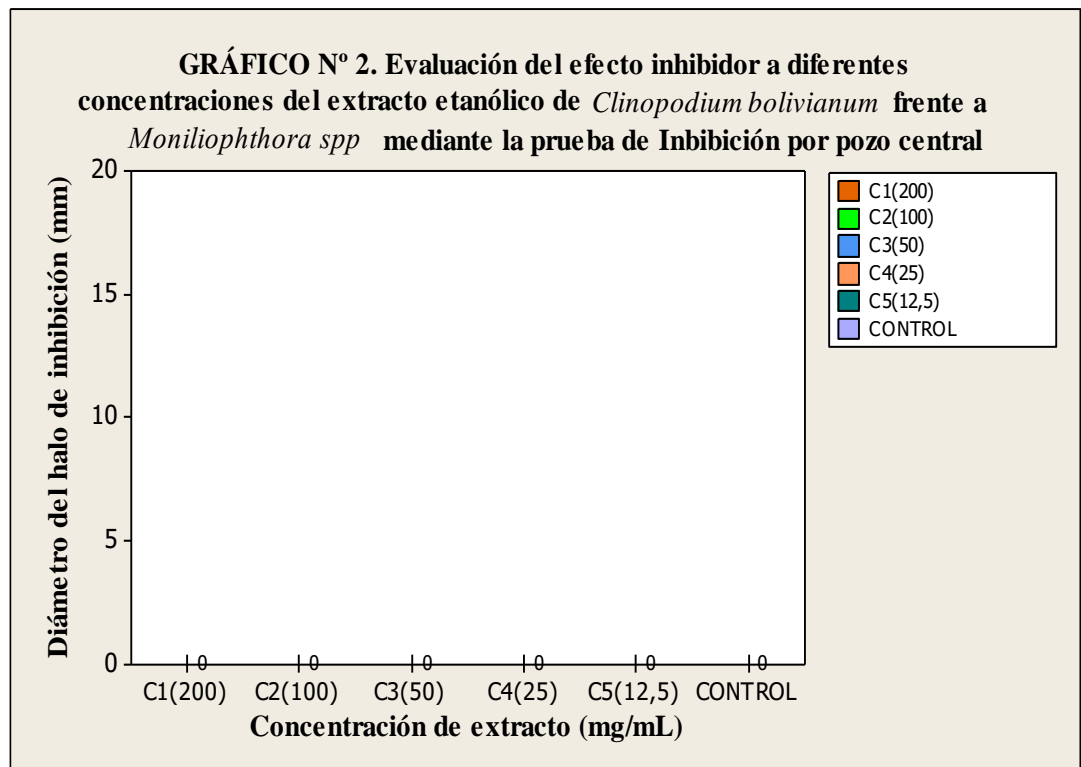 GRÁFICO Nº 2. Evaluación del efecto inhibidor a diferentes
concentraciones del extracto etanólico de Clinopodium bolivianum frente a
Moniliophthora spp mediante la prueba de Inbibición por pozo central
Diámetro del halo de inhibición (mm)
20
15
10
5
0
0 0 0 0 0 0
C1(200) C2(100) C3(50) C4(25) C5(12,5) CONTROL
Concentración de extracto (mg/mL)
C1(200)
C2(100)
C3(50)
C4(25)
C5(12,5)
CONTROL